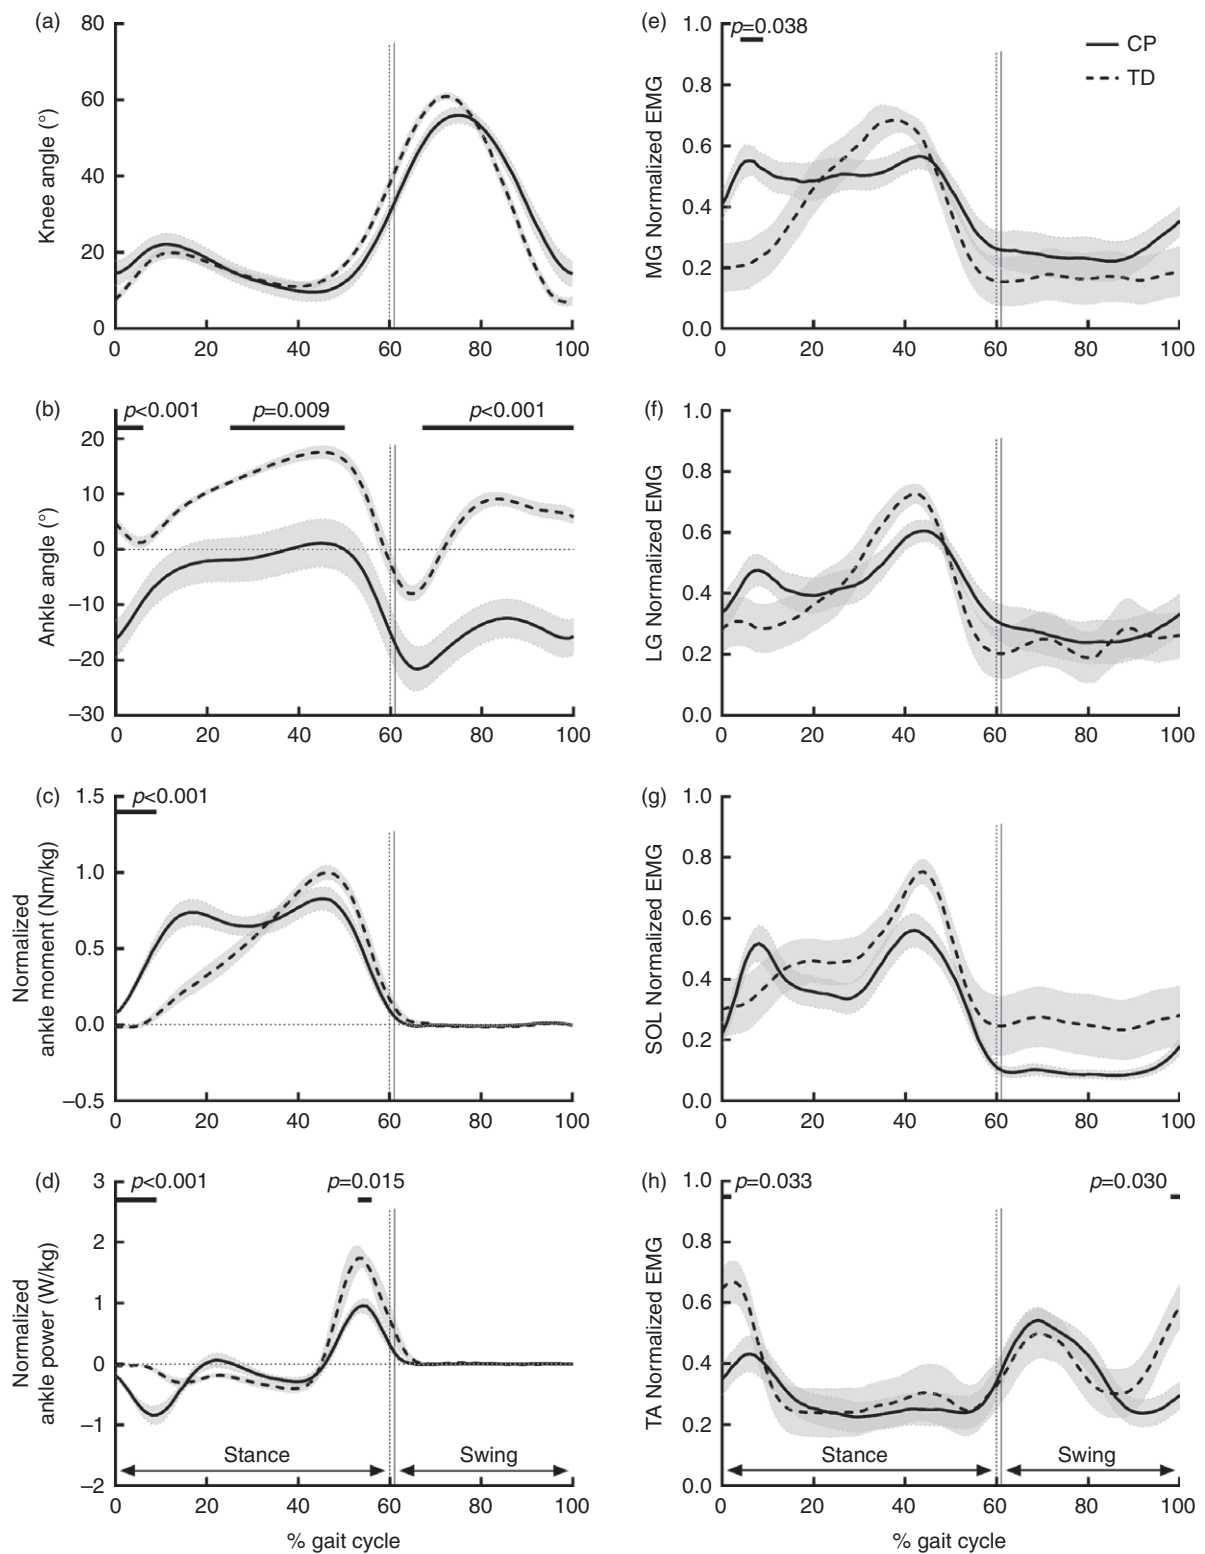 (a)
80
60
40
20
0
Knee angle (°)
0 20 40 60 80 100
(b)
p<0.001 p=0.009 p<0.001
20
10
0
–10
–20
–30
Ankle angle (°)
0 20 40 60 80 100
(c)
p<0.001
1.5
1.0
0.5
0.0
–0.5
Normalized
ankle moment (Nm/kg)
0 20 40 60 80 100
(d)
p<0.001 p=0.015
3
2
1
0
–1
–2
Normalized
ankle power (W/kg)
Stance Swing
0 20 40 60 80 100
% gait cycle
(e)
p=0.038
CP
TD
1.0
0.8
0.6
0.4
0.2
0.0
MG Normalized EMG
0 20 40 60 80 100
(f)
1.0
0.8
0.6
0.4
0.2
0.0
LG Normalized EMG
0 20 40 60 80 100
(g)
1.0
0.8
0.6
0.4
0.2
0.0
SOL Normalized EMG
0 20 40 60 80 100
(h)
p=0.033 p=0.030
1.0
0.8
0.6
0.4
0.2
0.0
TA Normalized EMG
Stance Swing
0 20 40 60 80 100
% gait cycle